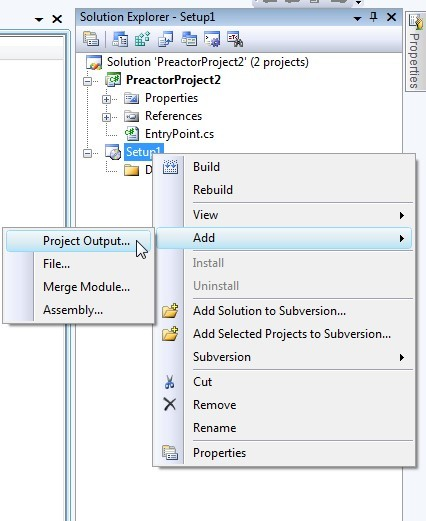 Solution Explorer - Setup1
Solution 'PreactorProject2' (2 projects)
PreactorProject2
Properties
References
EntryPoint.cs
Setup1
D
Build
Rebuild
View
Add
Install
Uninstall
Add Solution to Subversion...
Add Selected Projects to Subversion...
Subversion
Cut
Remove
Rename
Properties
Project Output...
File...
Merge Module...
Assembly...
Properties